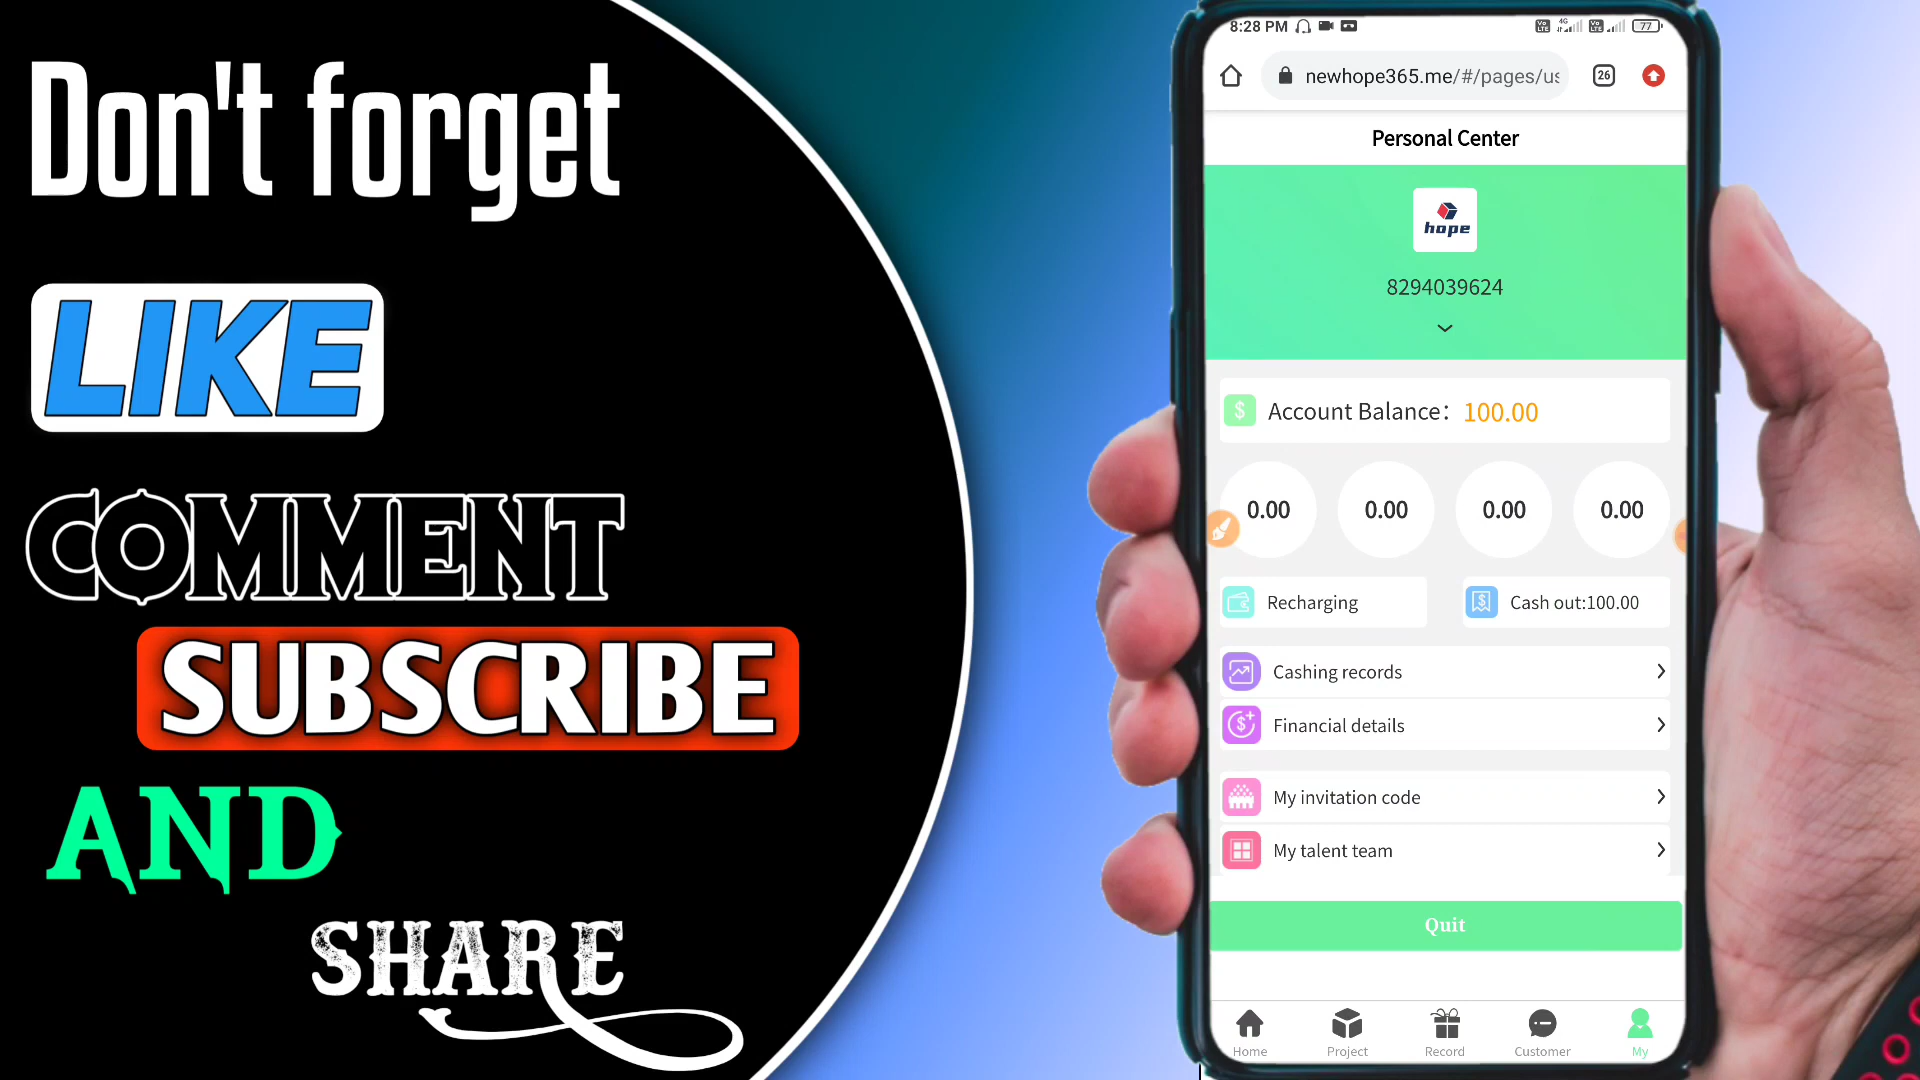 Don't forget
LIKE
COMMENT
SUBSCRIBE
AND
SHARE
8:28 PM
4G
77
newhope365.me/#/pages/us
26
Personal Center
hope
8294039624
Account Balance: 100.00
0.00 0.00 0.00 0.00
Recharging
Cash out:100.00
Cashing records
Financial details
My invitation code
My talent team
Quit
Home Project Record Customer My